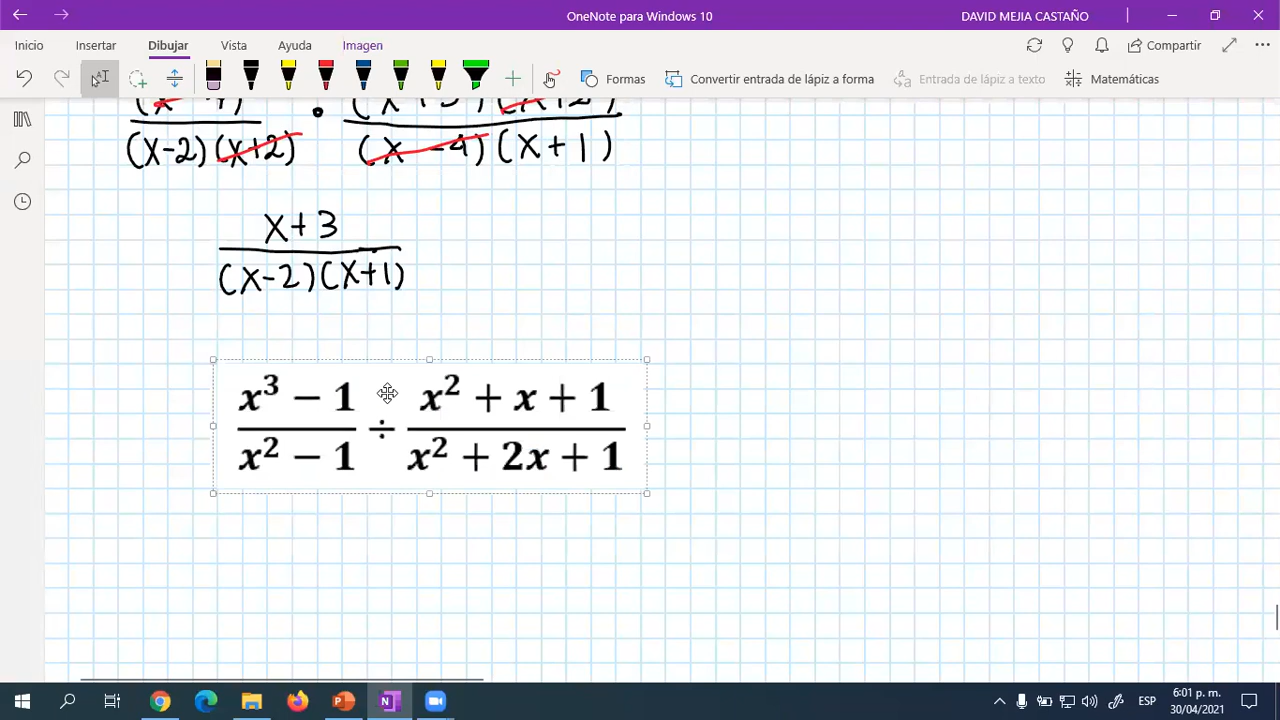 OneNote para Windows 10
DAVID MEJIA CASTAÑO
Inicio Insertar Dibujar Vista Ayuda Imagen
Compartir
Formas Convertir entrada de lápiz a forma Entrada de lápiz a texto Matemáticas
(x-2)(x+2) • (x-4)(x+1)
x+3
(x-2)(x+1)
x³ − 1 ÷ x² + x + 1
x² − 1 x² + 2x + 1
ESP
6:01 p. m.
30/04/2021